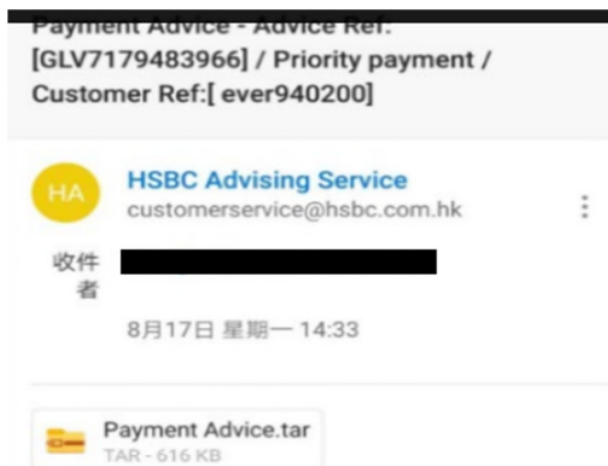 Payment Advice - Advice Ref:
[GLV7179483966] / Priority payment /
Customer Ref:[ ever940200]
HA
HSBC Advising Service
customerservice@hsbc.com.hk
收件
者
8月17日 星期一 14:33
Payment Advice.tar
TAR - 616 KB